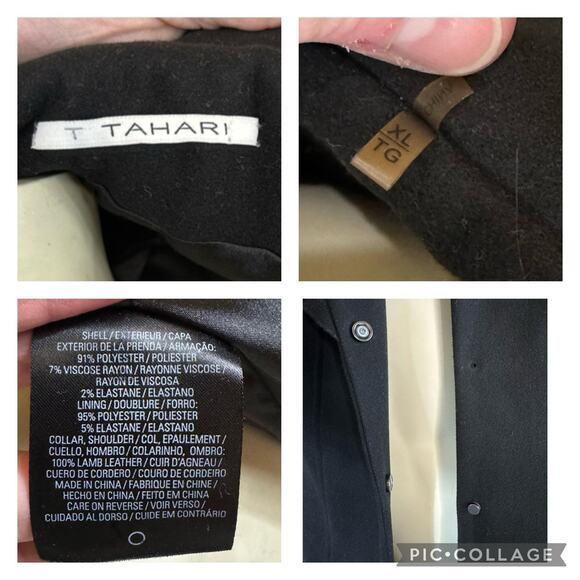 T TAHARI
XL
TG
SHELL / EXTERIEUR / CAPA
EXTERIOR DE LA PRENDA / ARMAÇÃO:
91% POLYESTER / POLIESTER
7% VISCOSE RAYON / RAYONNE VISCOSE /
RAYON DE VISCOSA
2% ELASTANE / ELASTANO
LINING / DOUBLURE / FORRO:
95% POLYESTER / POLIESTER
5% ELASTANE / ELASTANO
COLLAR, SHOULDER / COL, EPAULEMENT /
CUELLO, HOMBRO / COLARINHO, OMBRO:
100% LAMB LEATHER / CUIR D'AGNEAU /
CUERO DE CORDERO / COURO DE CORDEIRO
MADE IN CHINA / FABRIQUE EN CHINE /
HECHO EN CHINA / FEITO EM CHINA
CARE ON REVERSE / VOIR VERSO /
CUIDADO AL DORSO / CUIDE EM CONTRÁRIO
PIC•COLLAGE